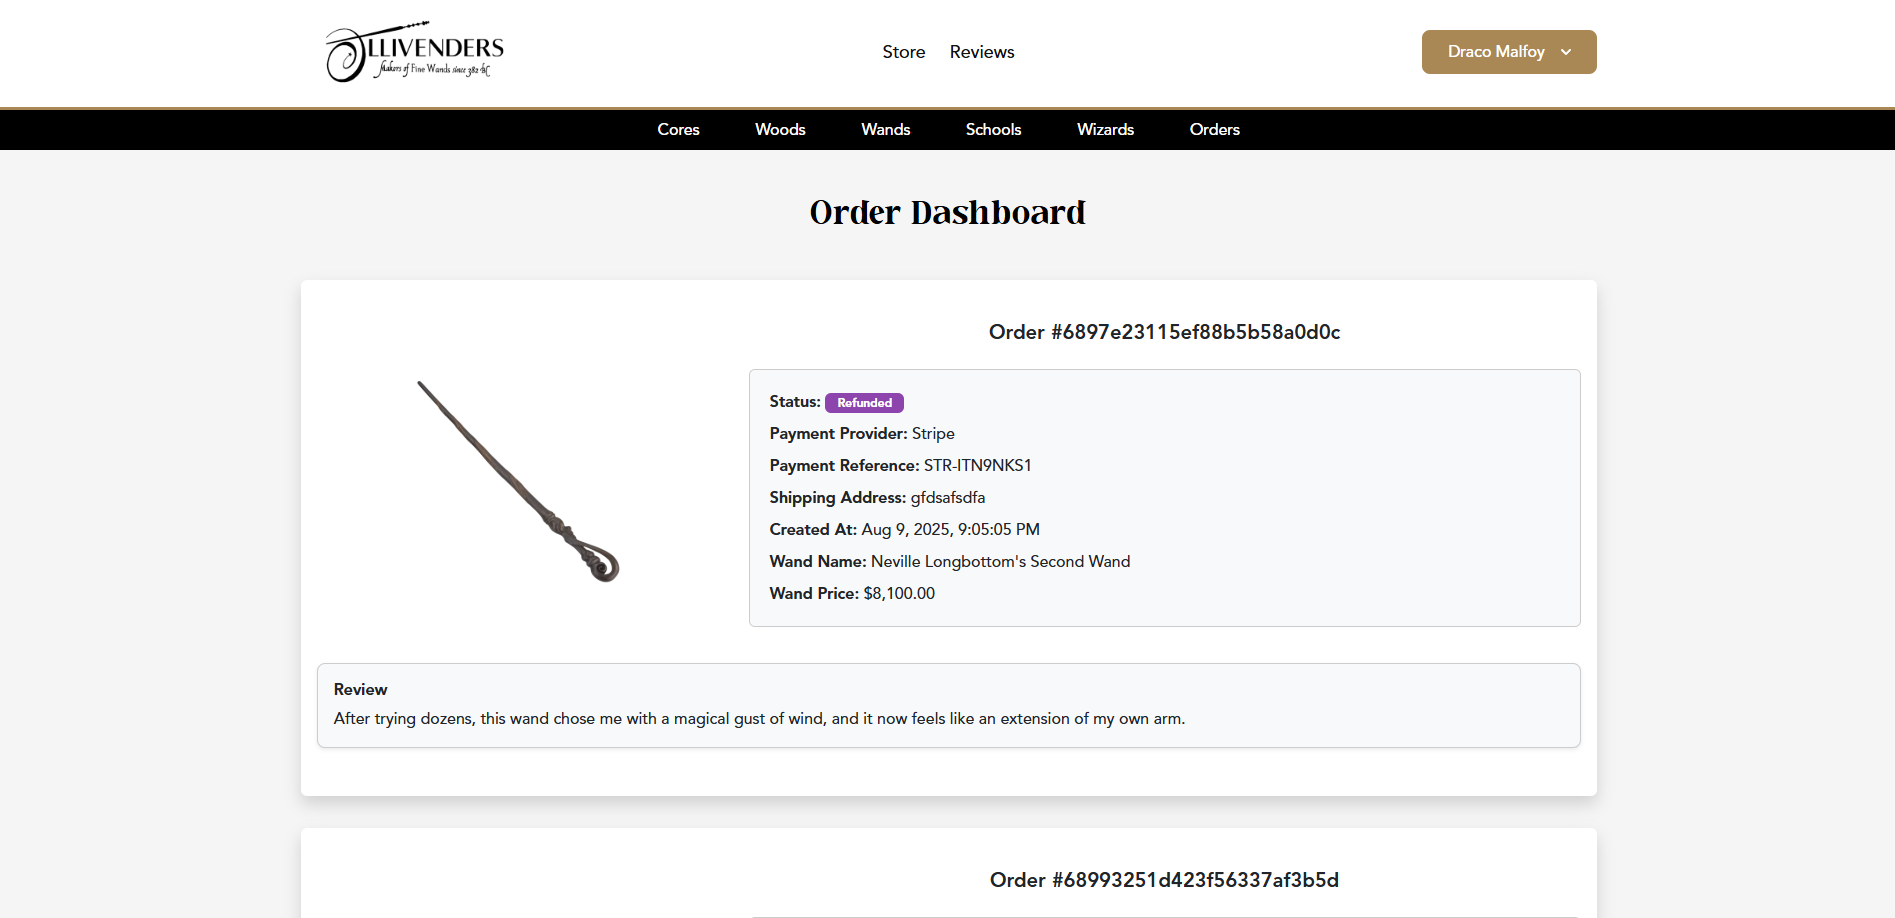 OLLIVENDERS
Makers of Fine Wands since 382 BC
Store
Reviews
Draco Malfoy
Cores
Woods
Wands
Schools
Wizards
Orders
Order Dashboard
Order #6897e23115ef88b5b58a0d0c
Status: Refunded
Payment Provider: Stripe
Payment Reference: STR-ITN9NKS1
Shipping Address: gfdsafsdfa
Created At: Aug 9, 2025, 9:05:05 PM
Wand Name: Neville Longbottom's Second Wand
Wand Price: $8,100.00
Review
After trying dozens, this wand chose me with a magical gust of wind, and it now feels like an extension of my own arm.
Order #68993251d423f56337af3b5d